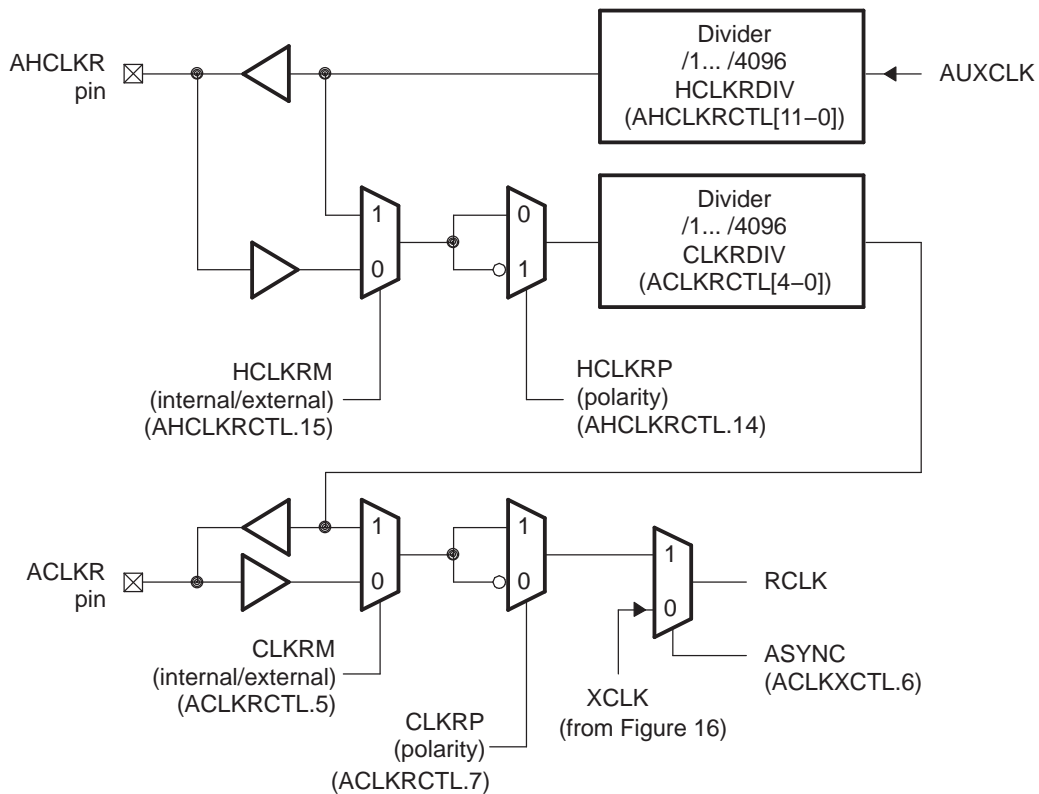 Divider
/1... /4096
HCLKRDIV
(AHCLKRCTL[11−0])
AHCLKR
pin
AUXCLK
Divider
/1... /4096
CLKRDIV
(ACLKRCTL[4−0])
1
0
0
1
HCLKRM
(internal/external)
(AHCLKRCTL.15)
HCLKRP
(polarity)
(AHCLKRCTL.14)
ACLKR
pin
1
0
1
0
1
0
RCLK
CLKRM
(internal/external)
(ACLKRCTL.5)
ASYNC
(ACLKXCTL.6)
XCLK
(from Figure 16)
CLKRP
(polarity)
(ACLKRCTL.7)